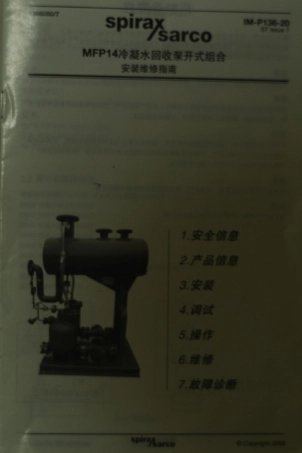 IM-P136-20
spirax
sarco
MFP14冷凝水回收泵开式组合
安装维修指南
1.安全信息
2.产品信息
3.安装
4.调试
5.操作
6.维修
7.故障诊断
spirax
sarco
© Copyright